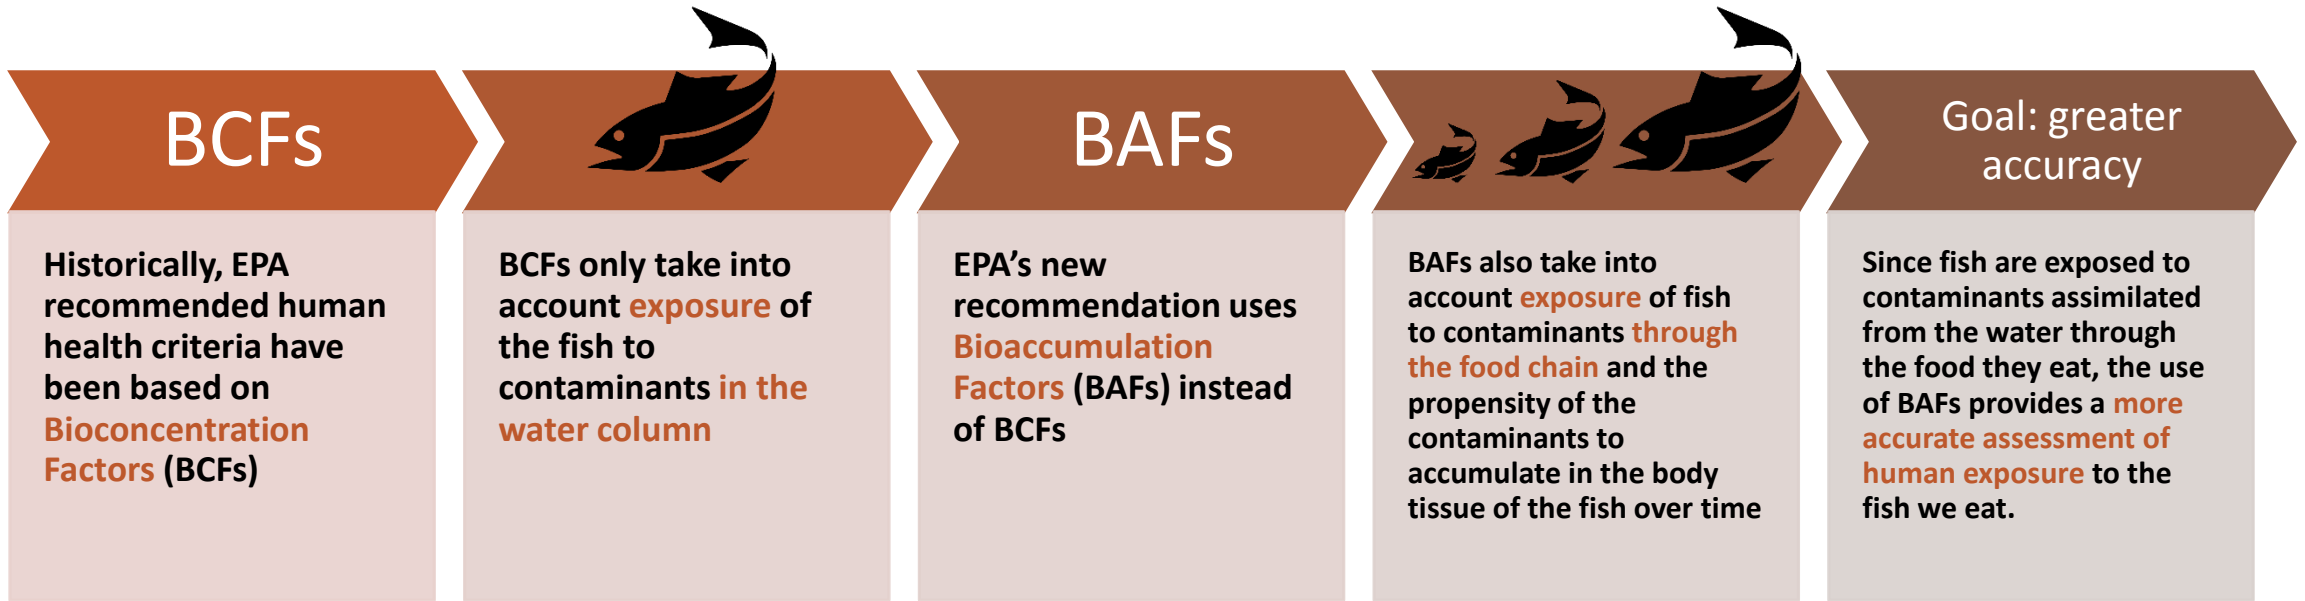 BCFs
Historically, EPA
recommended human
health criteria have
been based on
Bioconcentration
Factors (BCFs)
BCFs only take into
account exposure of
the fish to
contaminants in the
water column
BAFs
EPA’s new
recommendation uses
Bioaccumulation
Factors (BAFs) instead
of BCFs
BAFs also take into
account exposure of fish
to contaminants through
the food chain and the
propensity of the
contaminants to
accumulate in the body
tissue of the fish over time
Goal: greater
accuracy
Since fish are exposed to
contaminants assimilated
from the water through
the food they eat, the use
of BAFs provides a more
accurate assessment of
human exposure to the
fish we eat.